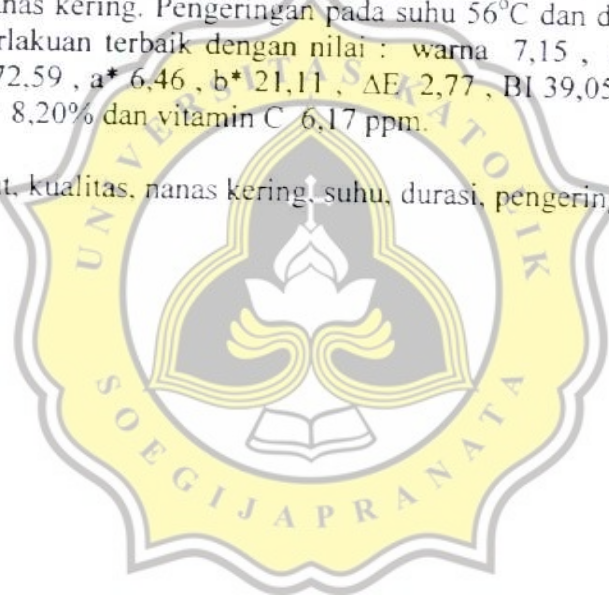 nanas kering. Pengeringan pada suhu 56°C dan d
erlakuan terbaik dengan nilai : warna 7,15 ,
72,59 , a* 6,46 , b* 21,11 , ΔE 2,77 , BI 39,05
8,20% dan vitamin C 6,17 ppm.
t, kualitas, nanas kering, suhu, durasi, pengerin
UNIVERSITAS KATOLIK
SOEGIJAPRANATA